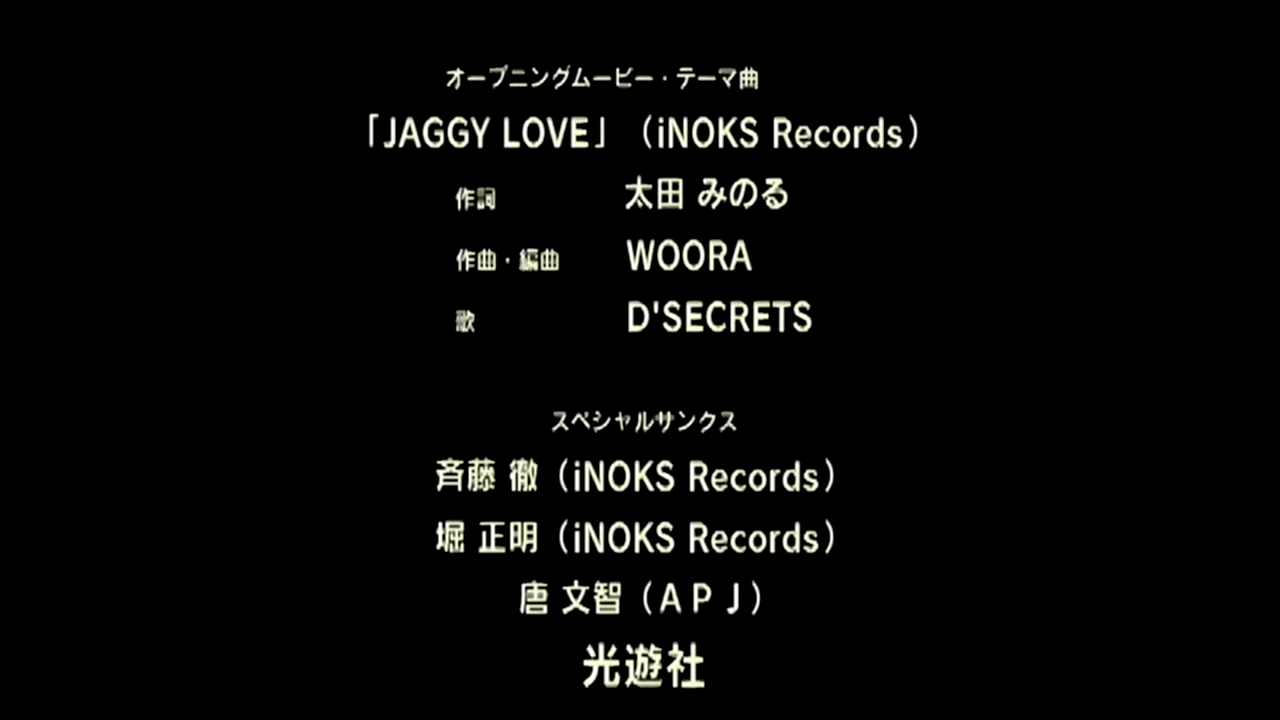 オープニングムービー・テーマ曲
「JAGGY LOVE」（iNOKS Records）
作詞 太田 みのる
作曲・編曲 WOORA
歌 D'SECRETS
スペシャルサンクス
斉藤 徹（iNOKS Records）
堀 正明（iNOKS Records）
唐 文智（ＡＰＪ）
光遊社